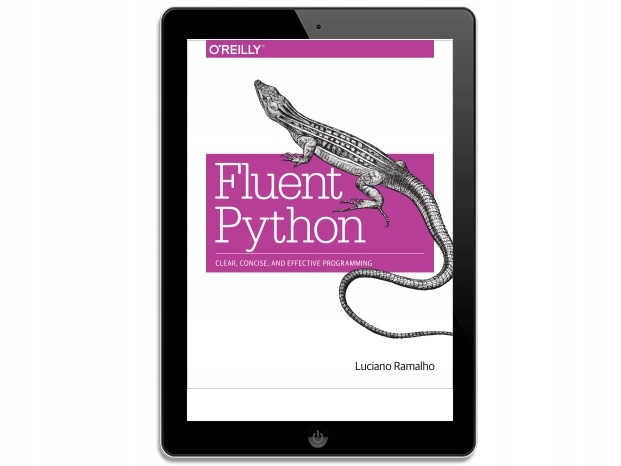 O'REILLY®
Fluent
Python
CLEAR, CONCISE, AND EFFECTIVE PROGRAMMING
Luciano Ramalho